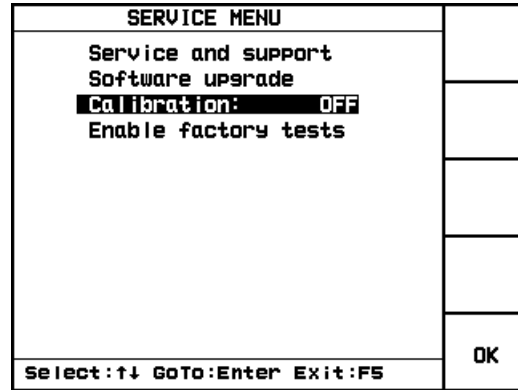 SERVICE MENU
Service and support
Software upgrade
Calibration: OFF
Enable factory tests
OK
Select:↑↓ GoTo:Enter Exit:F5